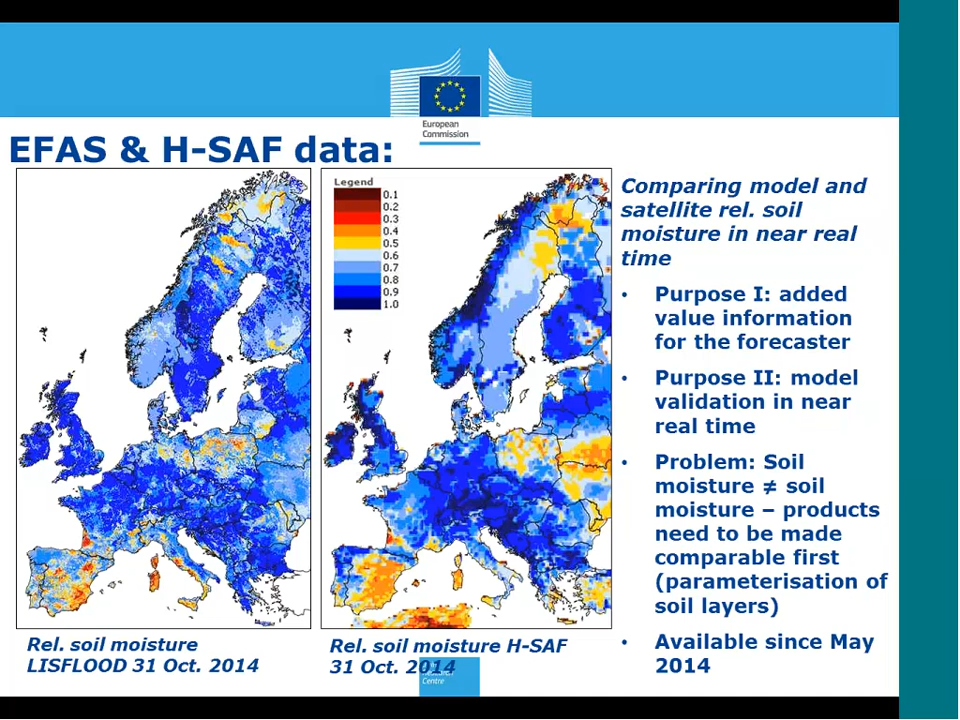 European
Commission
EFAS & H-SAF data:
Legend
0.1
0.2
0.3
0.4
0.5
0.6
0.7
0.8
0.9
1.0
Comparing model and
satellite rel. soil
moisture in near real
time
• Purpose I: added
value information
for the forecaster
• Purpose II: model
validation in near
real time
• Problem: Soil
moisture ≠ soil
moisture – products
need to be made
comparable first
(parameterisation of
soil layers)
• Available since May
2014
Rel. soil moisture
LISFLOOD 31 Oct. 2014
Rel. soil moisture H-SAF
31 Oct. 2014
Research
Centre